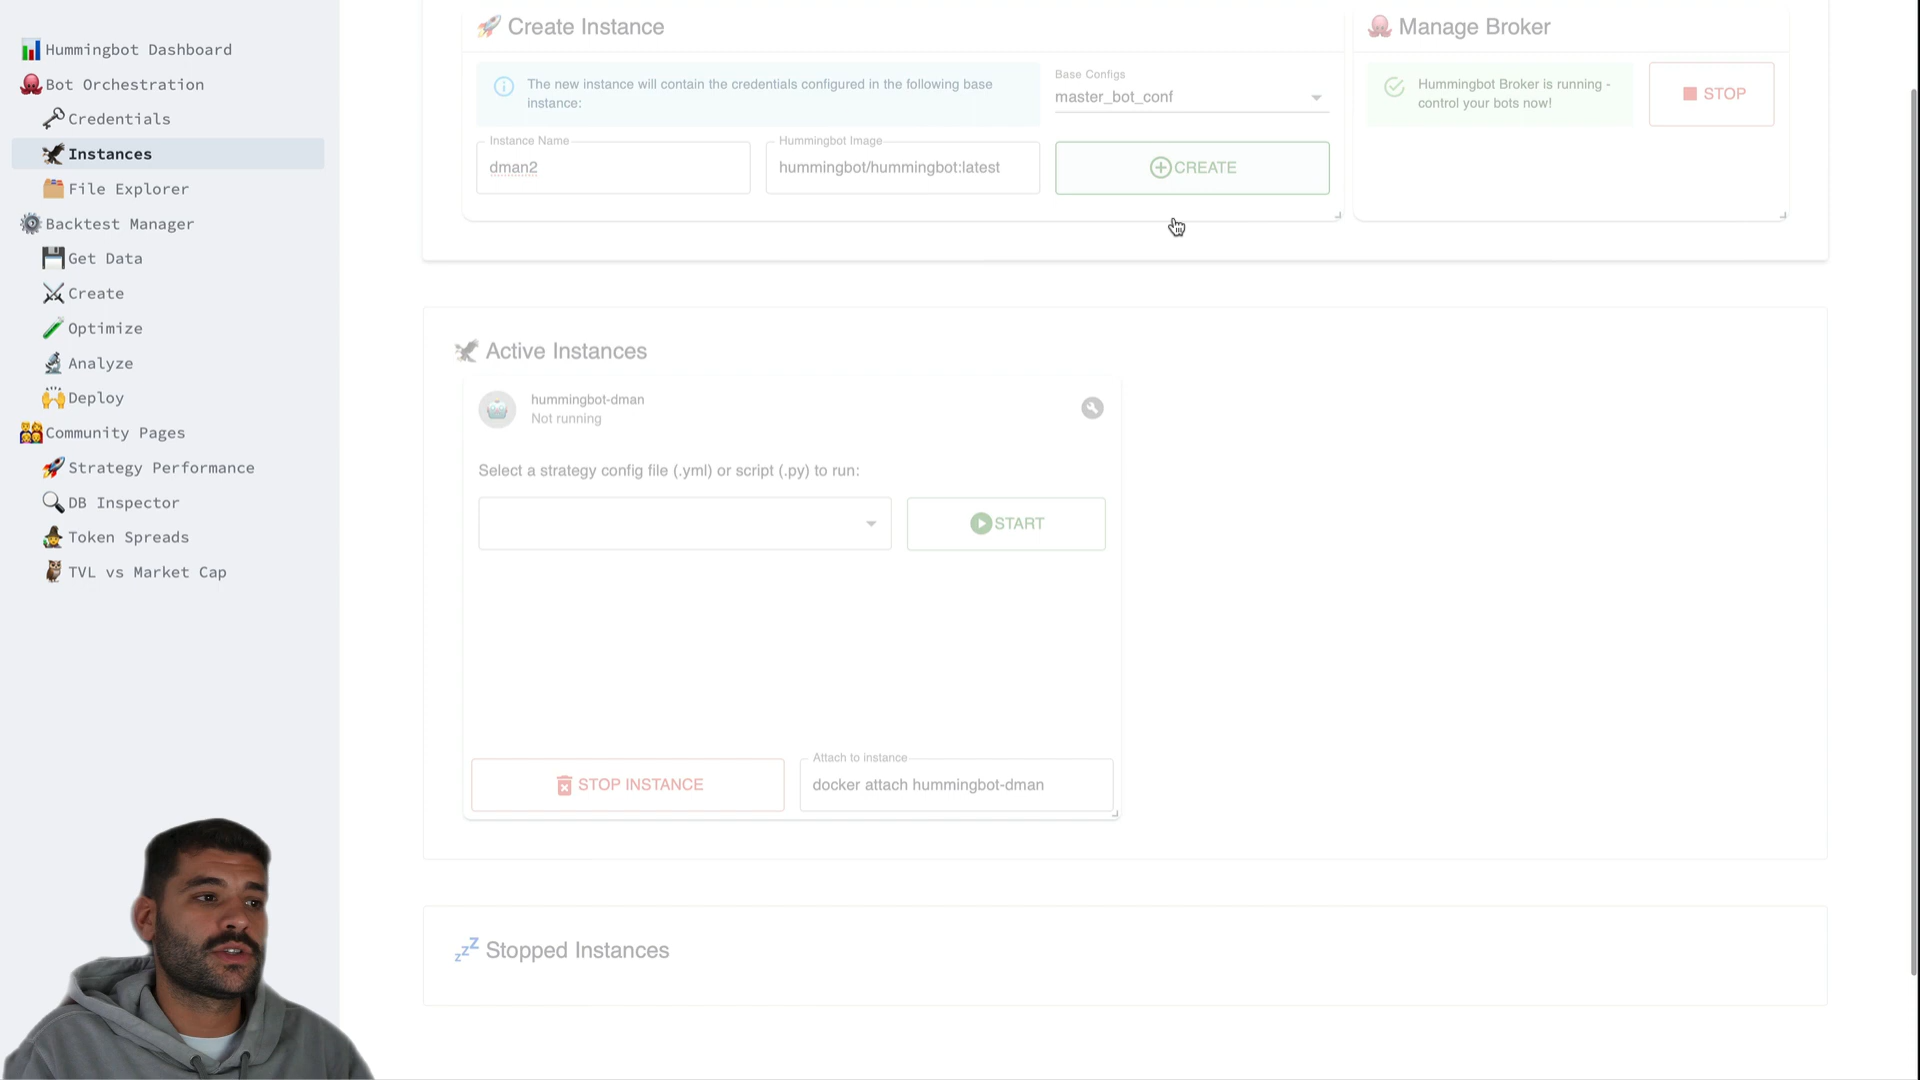 Hummingbot Dashboard
Bot Orchestration
Credentials
Instances
File Explorer
Backtest Manager
Get Data
Create
Optimize
Analyze
Deploy
Community Pages
Strategy Performance
DB Inspector
Token Spreads
TVL vs Market Cap
Create Instance
The new instance will contain the credentials configured in the following base
instance:
Base Configs
master_bot_conf
Instance Name
dman2
Hummingbot Image
hummingbot/hummingbot:latest
CREATE
Manage Broker
Hummingbot Broker is running -
control your bots now!
STOP
Active Instances
hummingbot-dman
Not running
Select a strategy config file (.yml) or script (.py) to run:
START
STOP INSTANCE
Attach to instance
docker attach hummingbot-dman
zzZ Stopped Instances